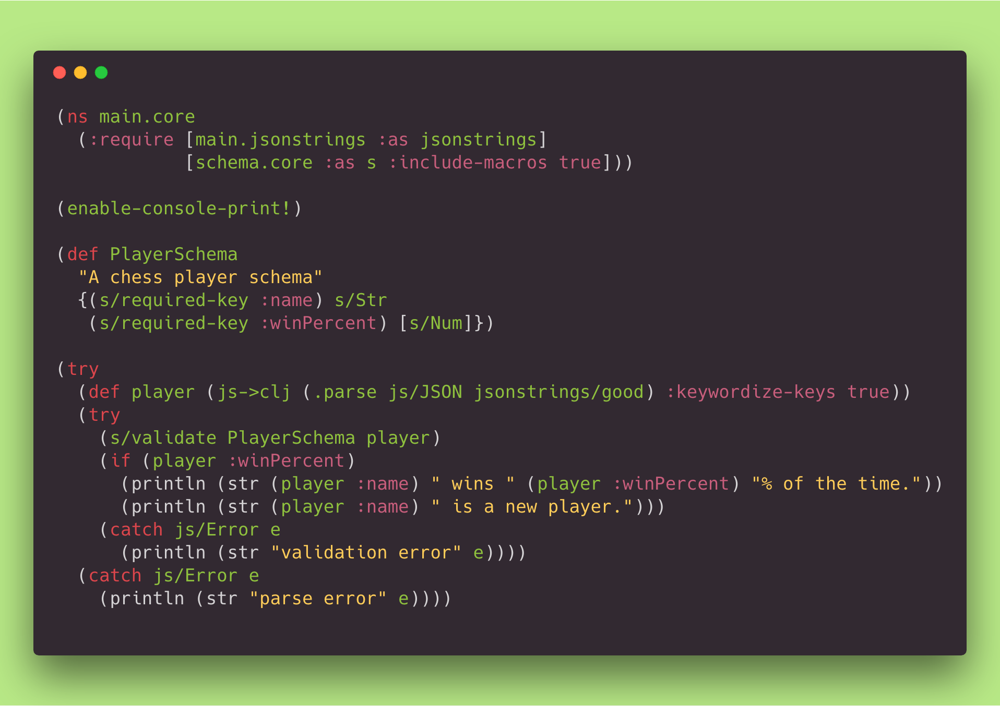 (ns main.core
  (:require [main.jsonstrings :as jsonstrings]
            [schema.core :as s :include-macros true]))

(enable-console-print!)

(def PlayerSchema
  "A chess player schema"
  {(s/required-key :name) s/Str
   (s/required-key :winPercent) [s/Num]})

(try
  (def player (js->clj (.parse js/JSON jsonstrings/good) :keywordize-keys true))
  (try
    (s/validate PlayerSchema player)
    (if (player :winPercent)
      (println (str (player :name) " wins " (player :winPercent) "% of the time."))
      (println (str (player :name) " is a new player.")))
    (catch js/Error e
      (println (str "validation error" e))))
  (catch js/Error e
    (println (str "parse error" e))))